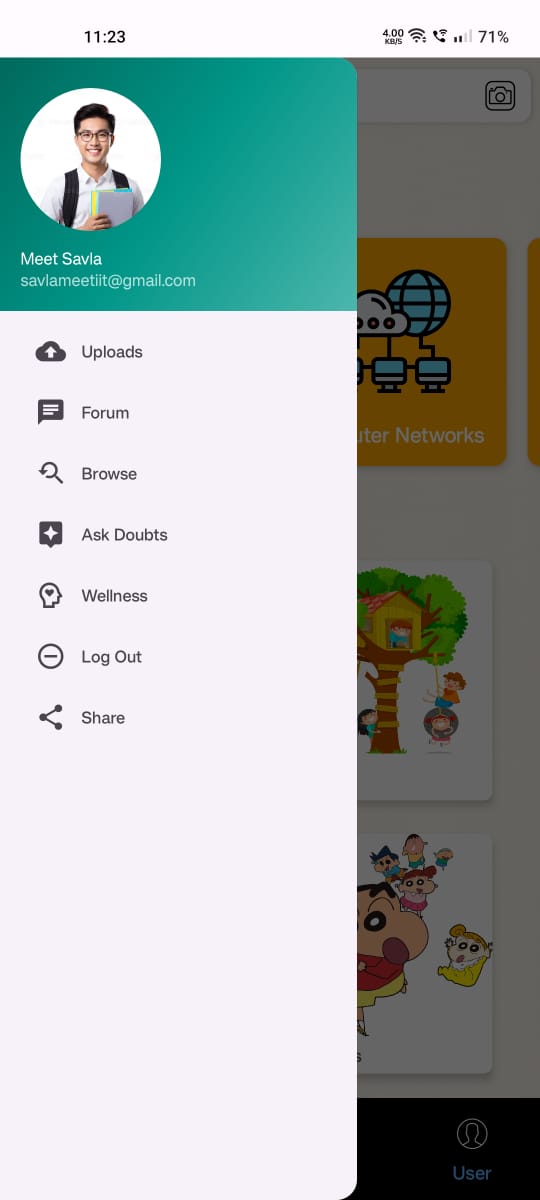 11:23
4.00
KB/S
71%
Meet Savla
savlameetiit@gmail.com
Uploads
Forum
Browse
Ask Doubts
Wellness
Log Out
Share
uter Networks
s
User